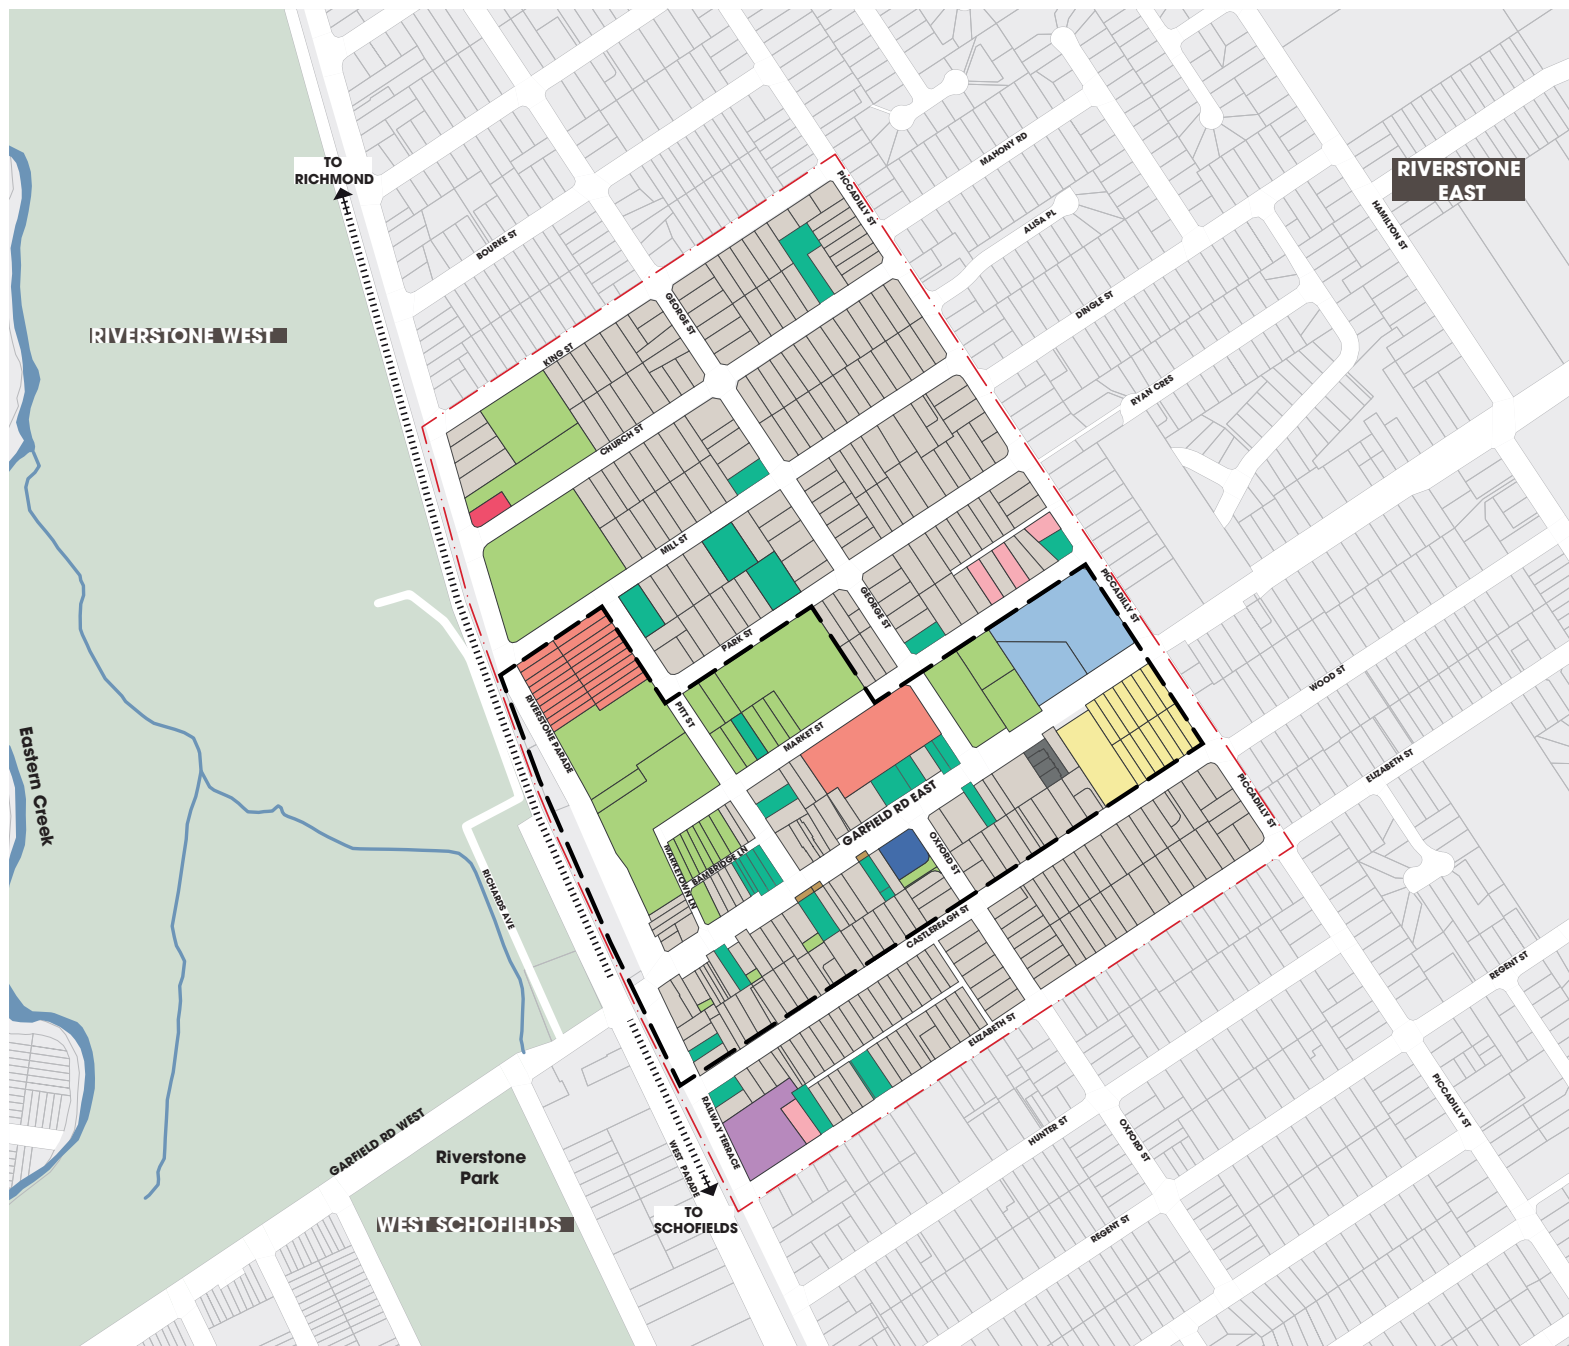 MAHONY RD
TO
RICHMOND
RIVERSTONE
EAST
PICCADILLY ST
ALISA PL
HAMILTON ST
BOURKE ST
DINGLE ST
GEORGE ST
RIVERSTONE WEST
KING ST
RYAN CRES
CHURCH ST
MILL ST
PICCADILLY ST
GEORGE ST
PARK ST
WOOD ST
PITT ST
RIVERSTONE PARADE
MARKET ST
ELIZABETH ST
Eastern Creek
PICCADILLY ST
GARFIELD RD EAST
OXFORD ST
MARKETOWN LN
BAMBRIDGE LN
RICHARDS AVE
CASTLEREAGH ST
REGENT ST
ELIZABETH ST
PICCADILLY ST
GARFIELD RD WEST
RAILWAY TERRACE
HUNTER ST
OXFORD ST
WEST PARADE
Riverstone
Park
WEST SCHOFIELDS
TO
SCHOFIELDS
REGENT ST